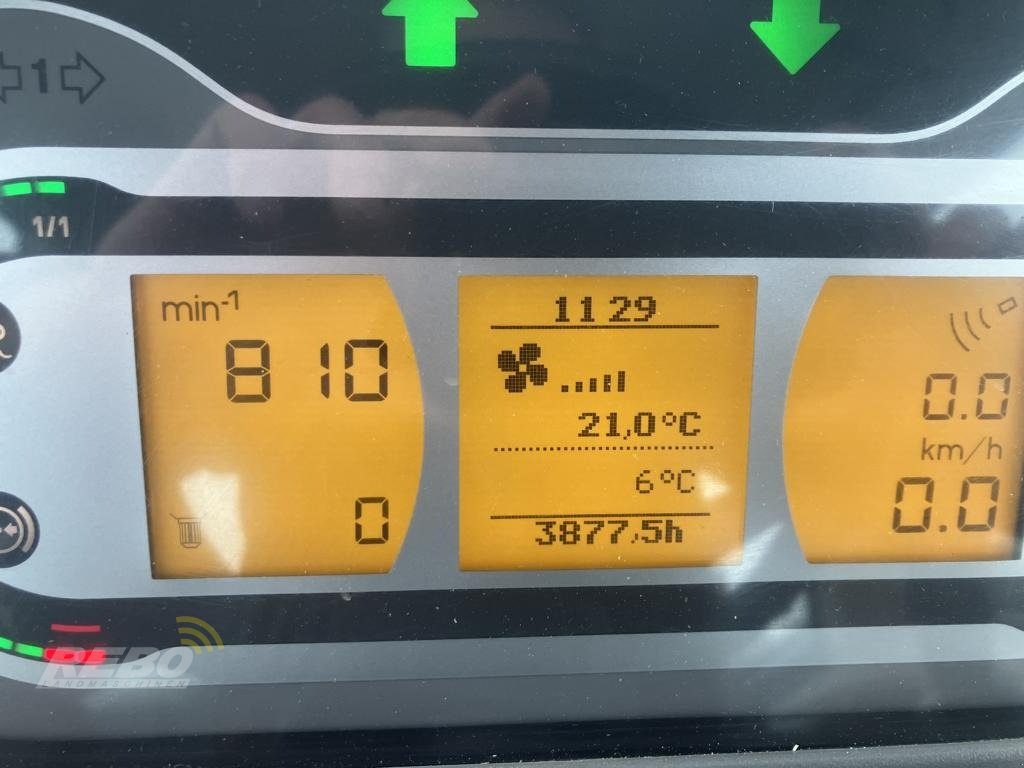 1
1/1
min⁻¹
810
0
11 29
21,0°C
6°C
3877,5h
0.0
km/h
0.0
REBO
LANDMASCHINEN